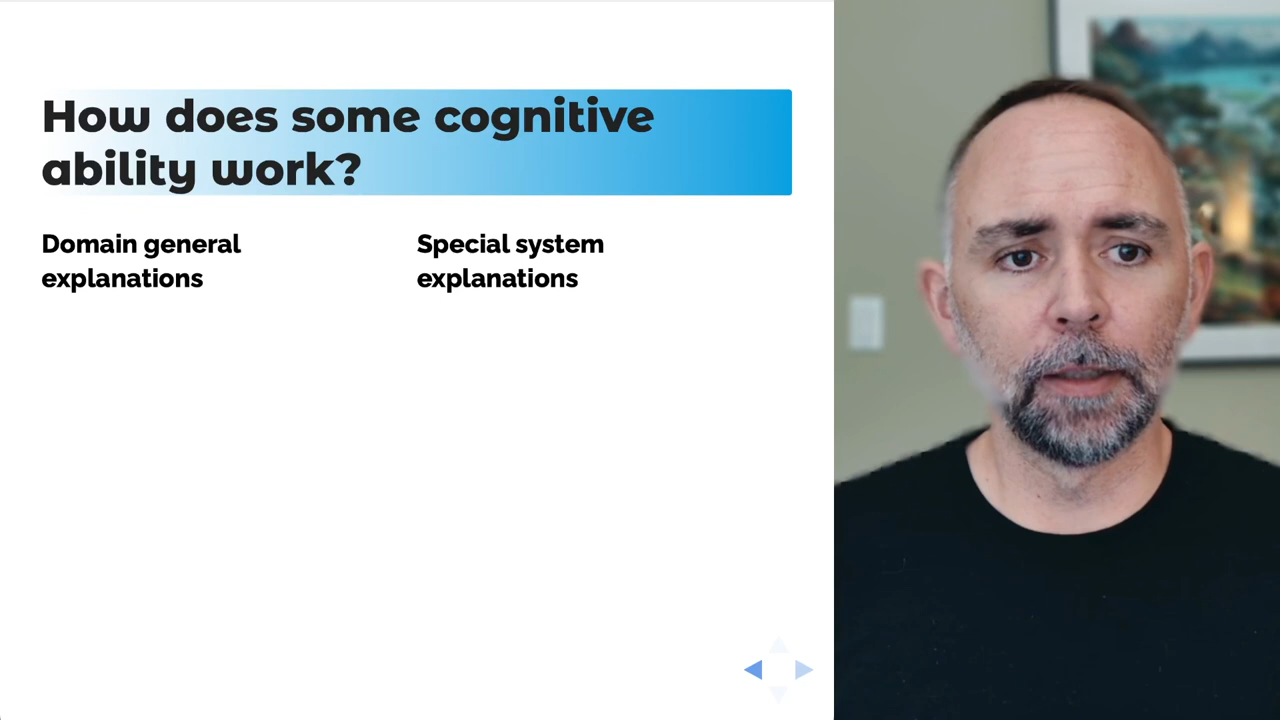 How does some cognitive
ability work?
Domain general
explanations
Special system
explanations